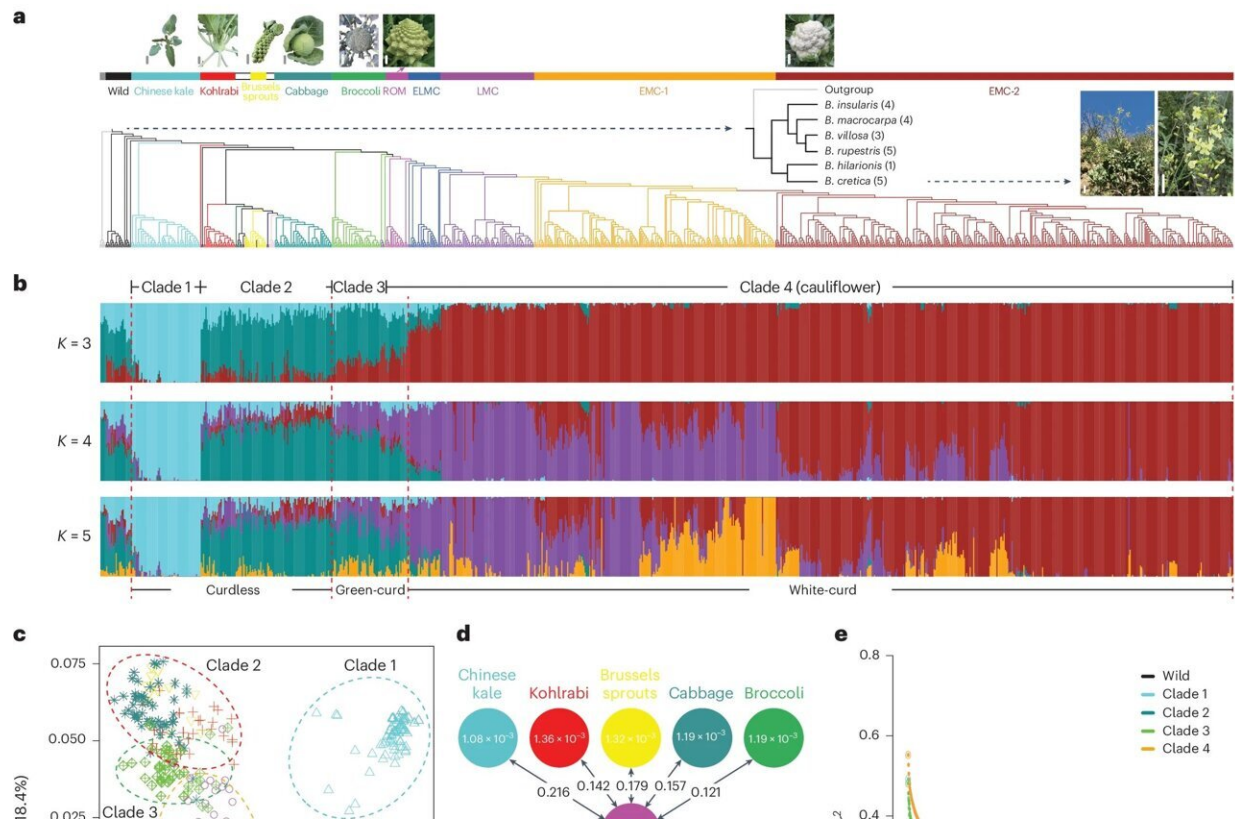 a
Wild Chinese kale Kohlrabi Brussels sprouts Cabbage Broccoli ROM ELMC LMC EMC-1 EMC-2
Outgroup
B. insularis (4)
B. macrocarpa (4)
B. villosa (3)
B. rupestris (5)
B. hilarionis (1)
B. cretica (5)
b
Clade 1 Clade 2 Clade 3 Clade 4 (cauliflower)
K = 3
K = 4
K = 5
Curdless Green-curd White-curd
c
0.075
0.050
0.025
18.4%)
Clade 2 Clade 1
Clade 3
d
Chinese kale Kohlrabi Brussels sprouts Cabbage Broccoli
1.08 × 10⁻³ 1.36 × 10⁻³ 1.32 × 10⁻³ 1.19 × 10⁻³ 1.19 × 10⁻³
0.216 0.142 0.179 0.157 0.121
e
0.8
0.6
0.4
2
Wild
Clade 1
Clade 2
Clade 3
Clade 4